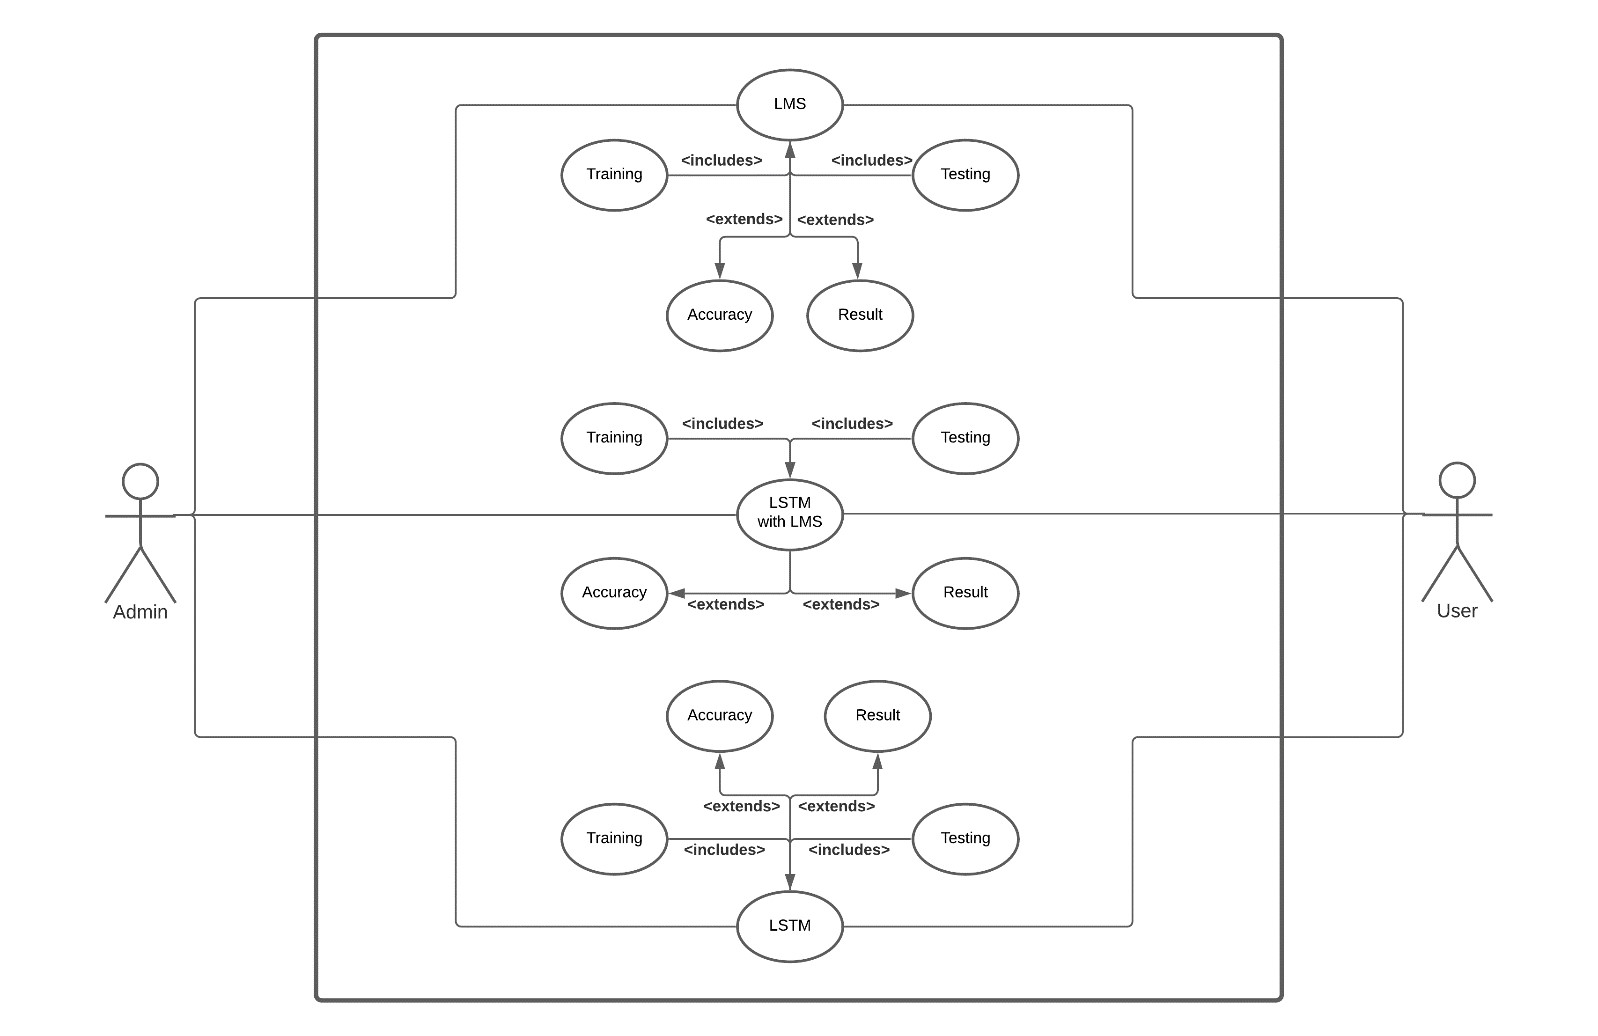 LMS
Training
<includes>
<includes>
Testing
<extends>
<extends>
Accuracy
Result
Training
<includes>
<includes>
Testing
LSTM
with LMS
Admin
User
Accuracy
<extends>
<extends>
Result
Accuracy
Result
<extends>
<extends>
Training
<includes>
<includes>
Testing
LSTM